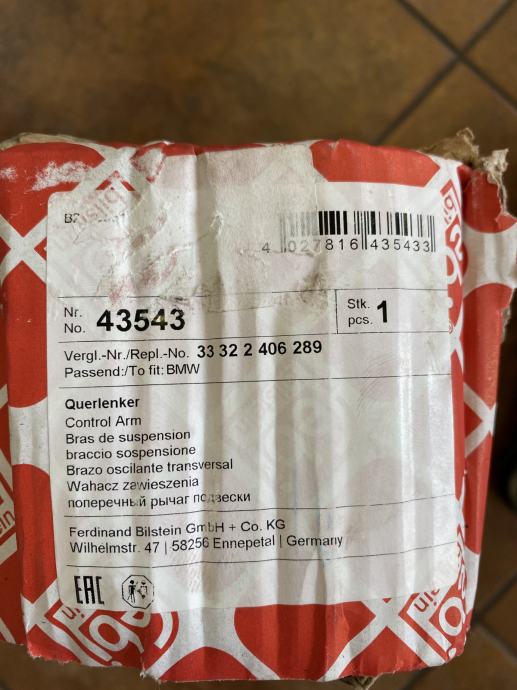 4 027816 435433
Nr.
No. 43543
Stk.
pcs. 1
Vergl.-Nr./Repl.-No. 33 32 2 406 289
Passend:/To fit: BMW
Querlenker
Control Arm
Bras de suspension
braccio sospensione
Brazo oscilante transversal
Wahacz zawieszenia
поперечный рычаг подвески
Ferdinand Bilstein GmbH + Co. KG
Wilhelmstr. 47 | 58256 Ennepetal | Germany
EAC